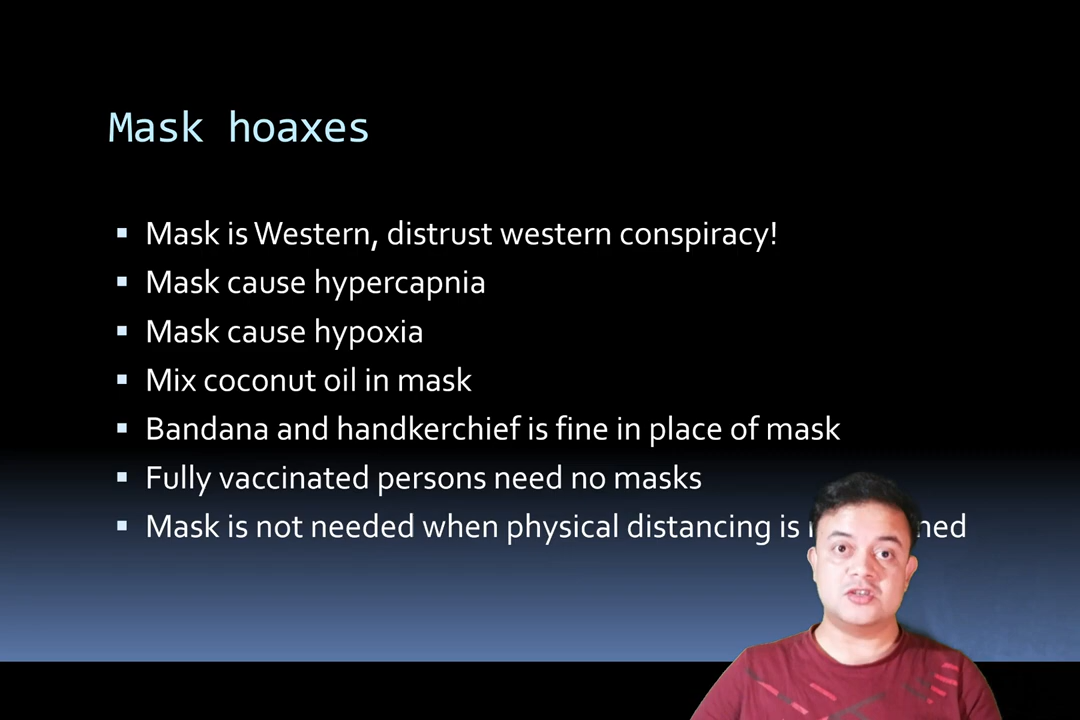 Mask hoaxes
Mask is Western, distrust western conspiracy!
Mask cause hypercapnia
Mask cause hypoxia
Mix coconut oil in mask
Bandana and handkerchief is fine in place of mask
Fully vaccinated persons need no masks
Mask is not needed when physical distancing is